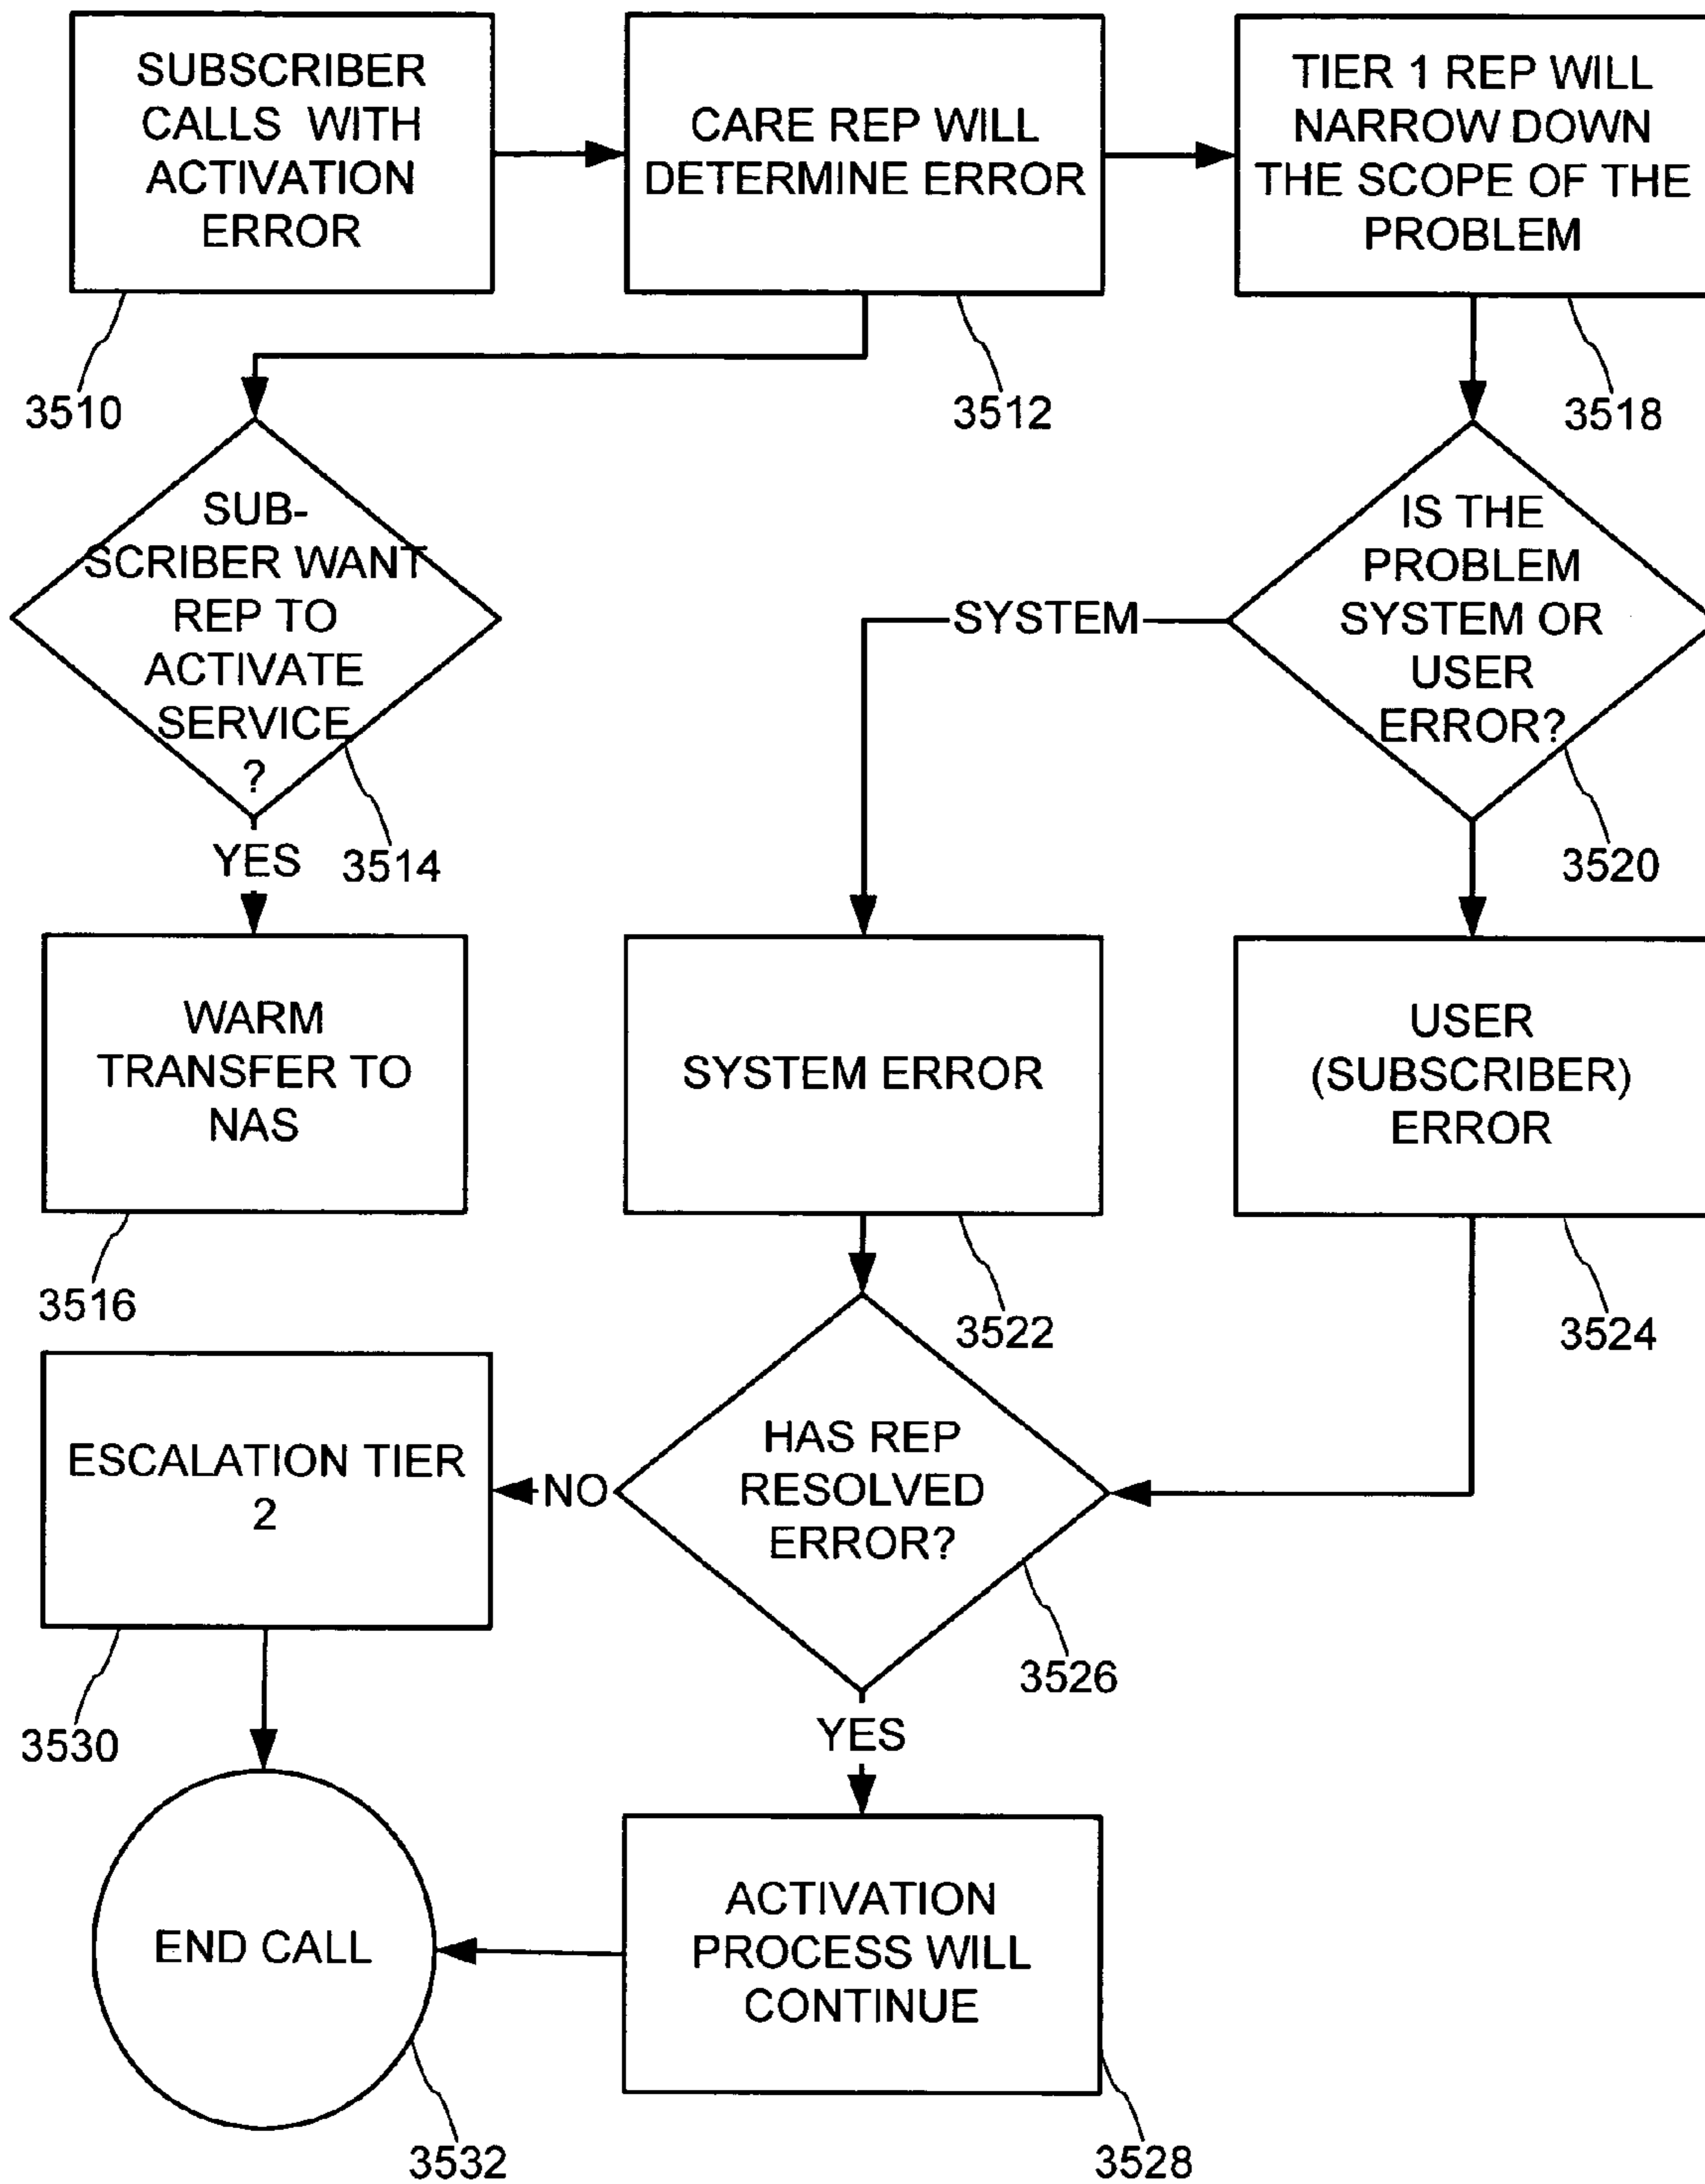 SUBSCRIBER
CALLS WITH
ACTIVATION
ERROR
CARE REP WILL
DETERMINE ERROR
TIER 1 REP WILL
NARROW DOWN
THE SCOPE OF THE
PROBLEM
3510
3512
3518
SUB-
SCRIBER WANT
REP TO
ACTIVATE
SERVICE
?
IS THE
PROBLEM
SYSTEM OR
USER
ERROR?
SYSTEM
YES
3514
3520
WARM
TRANSFER TO
NAS
SYSTEM ERROR
USER
(SUBSCRIBER)
ERROR
3516
3522
3524
ESCALATION TIER
2
NO
HAS REP
RESOLVED
ERROR?
3526
3530
YES
END CALL
ACTIVATION
PROCESS WILL
CONTINUE
3532
3528